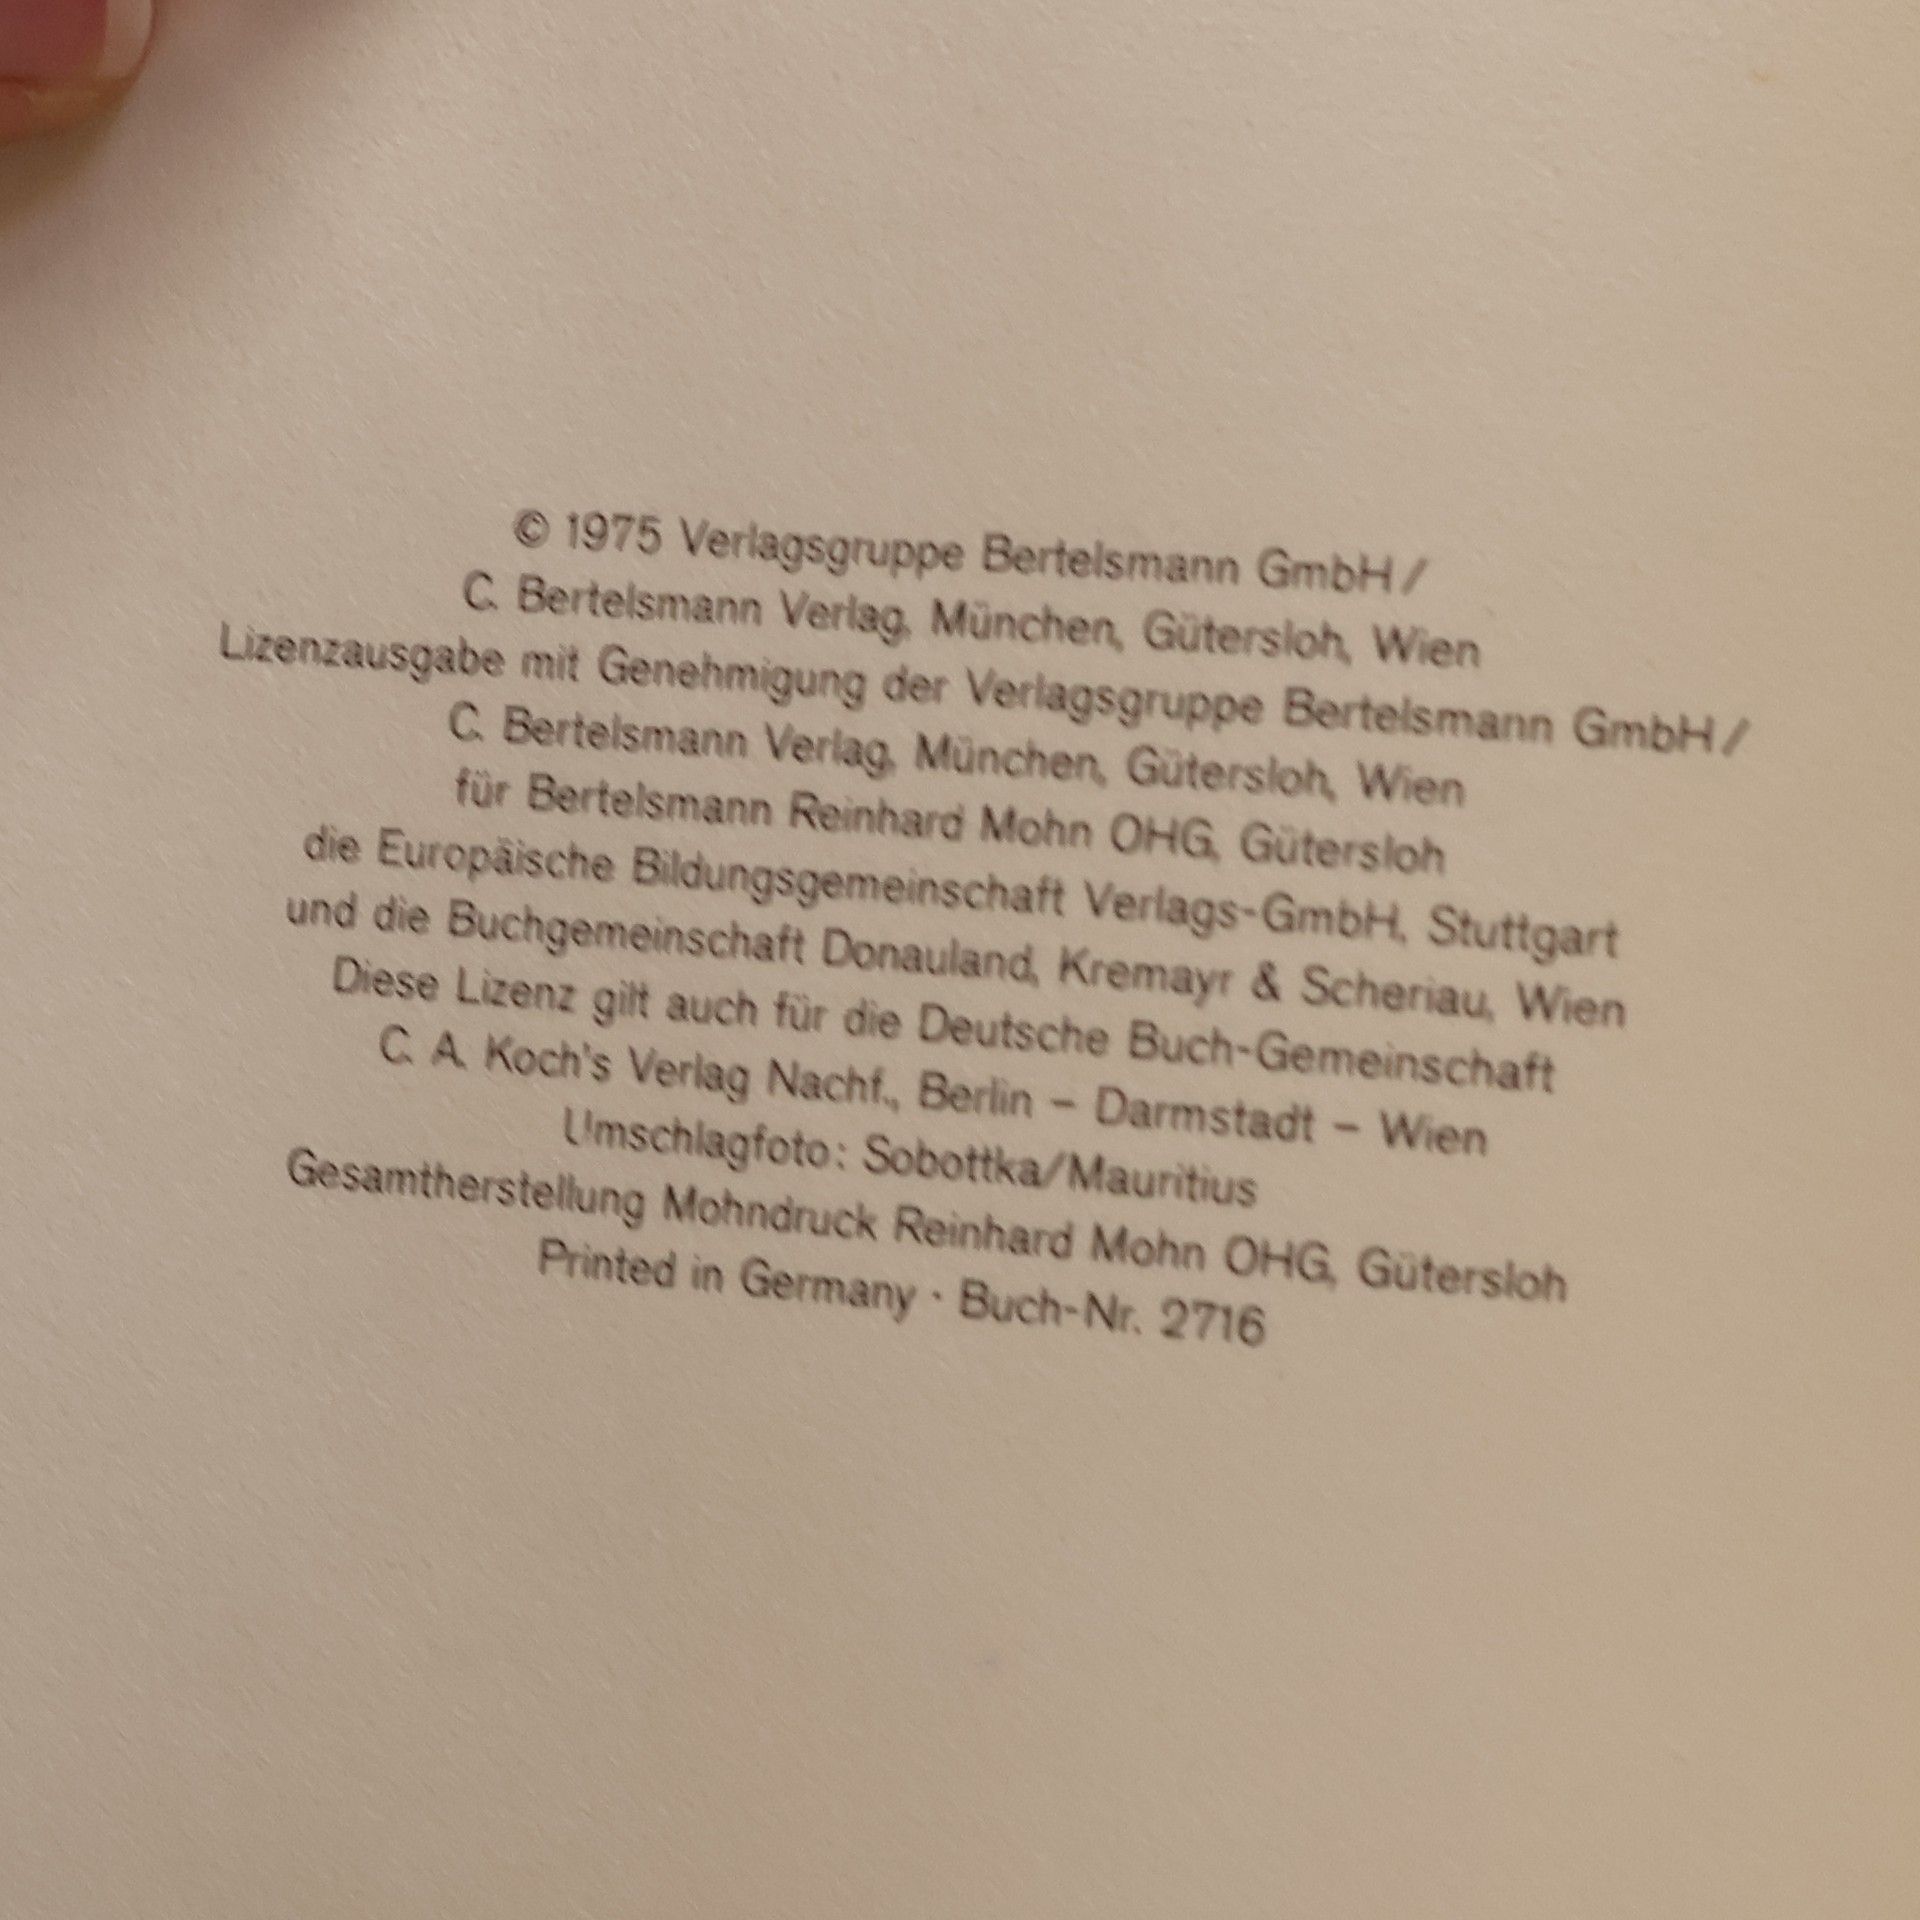 © 1975 Verlagsgruppe Bertelsmann GmbH/
C. Bertelsmann Verlag, München, Gütersloh, Wien
Lizenzausgabe mit Genehmigung der Verlagsgruppe Bertelsmann GmbH/
C. Bertelsmann Verlag, München, Gütersloh, Wien
für Bertelsmann Reinhard Mohn OHG, Gütersloh
die Europäische Bildungsgemeinschaft Verlags-GmbH, Stuttgart
und die Buchgemeinschaft Donauland, Kremayr & Scheriau, Wien
Diese Lizenz gilt auch für die Deutsche Buch-Gemeinschaft
C. A. Koch's Verlag Nachf., Berlin – Darmstadt – Wien
Umschlagfoto: Sobottka/Mauritius
Gesamtherstellung Mohndruck Reinhard Mohn OHG, Gütersloh
Printed in Germany · Buch-Nr. 2716